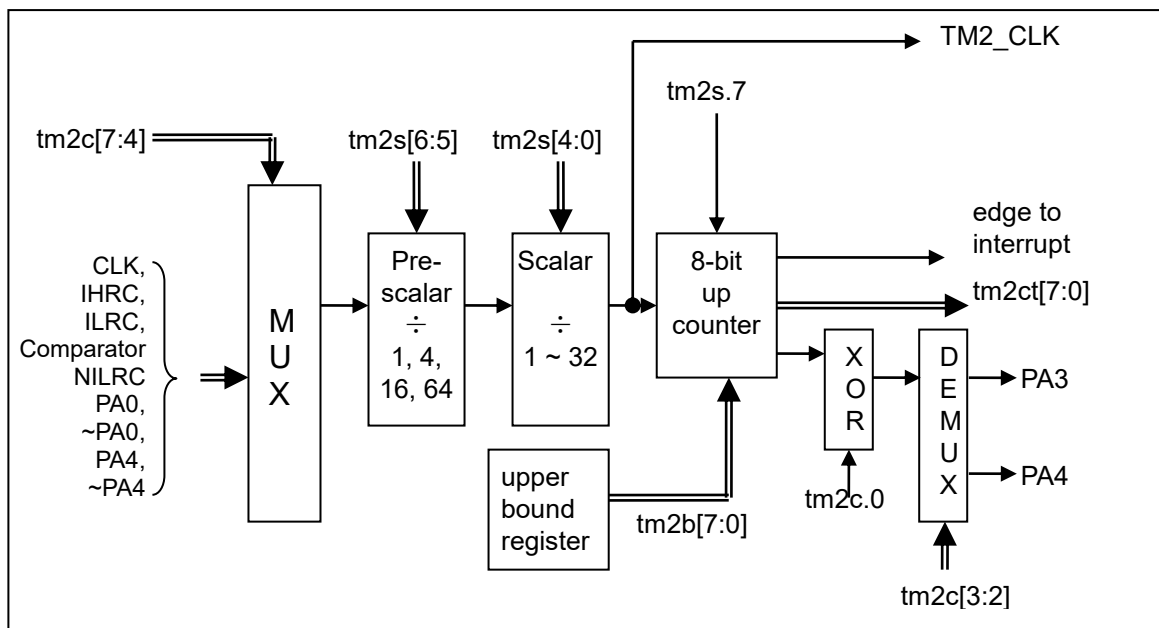 TM2_CLK
tm2s.7
tm2c[7:4]
tm2s[6:5]
tm2s[4:0]
CLK,
IHRC,
ILRC,
Comparator
NILRC
PA0,
~PA0,
PA4,
~PA4
M
U
X
Pre-
scalar
÷
1, 4,
16, 64
Scalar
÷
1 ~ 32
8-bit
up
counter
edge to
interrupt
tm2ct[7:0]
X
O
R
D
E
M
U
X
PA3
PA4
upper
bound
register
tm2b[7:0]
tm2c.0
tm2c[3:2]